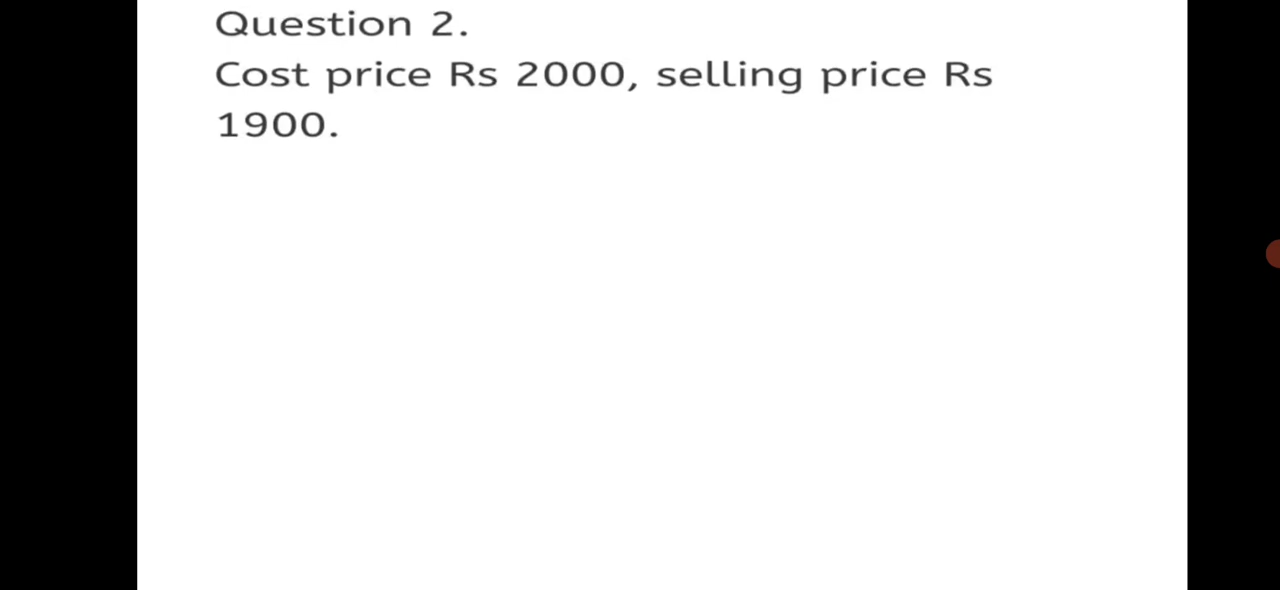 Question 2.
Cost price Rs 2000, selling price Rs
1900.